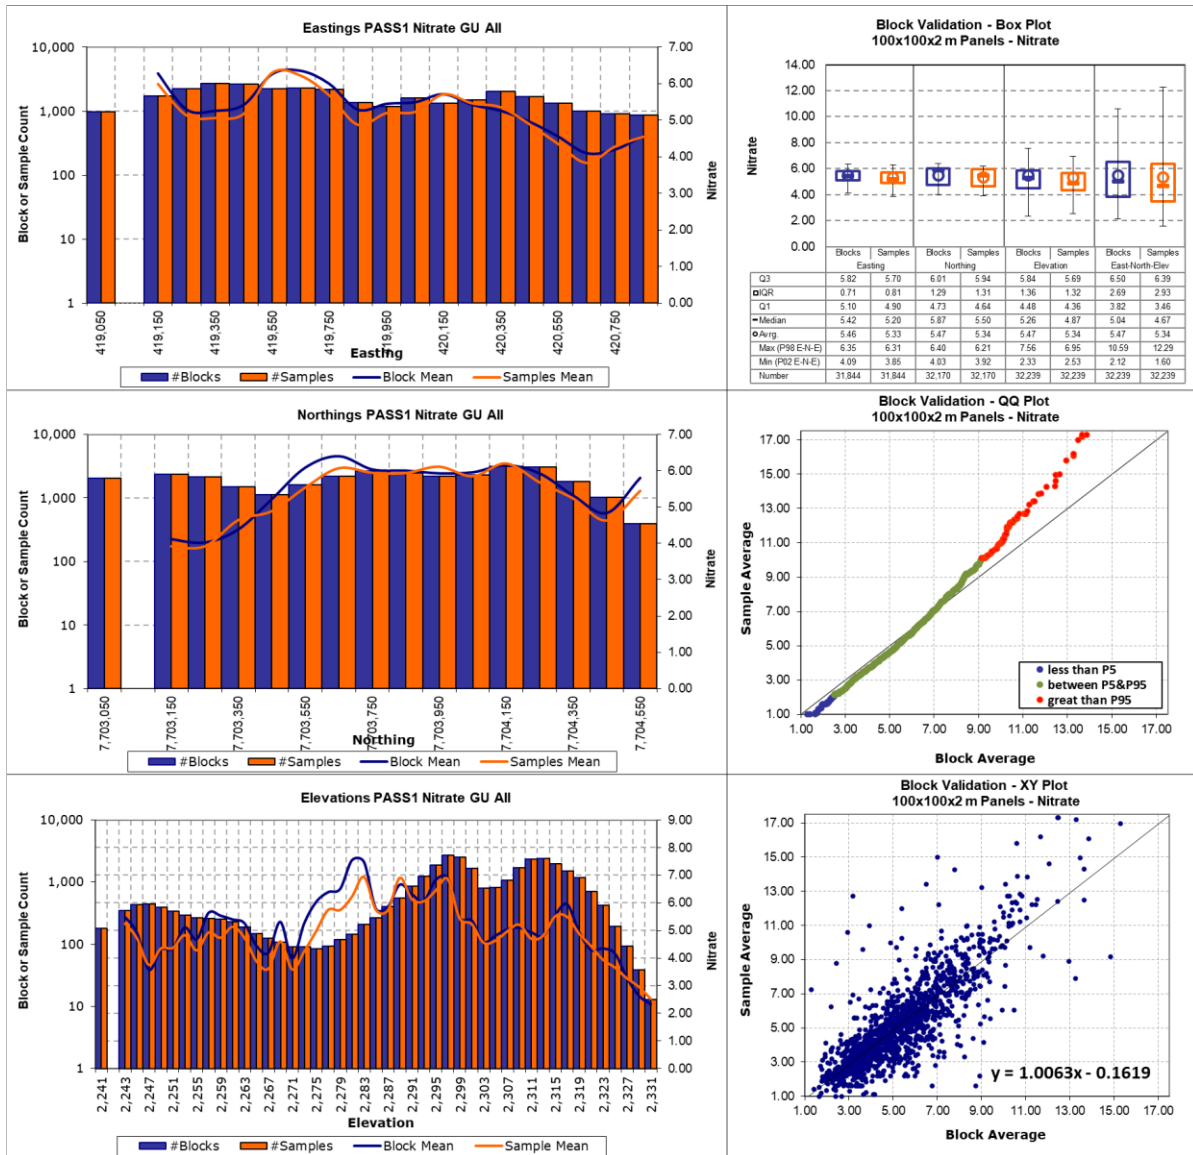 Eastings PASS1 Nitrate GU All
Block or Sample Count
10,000
1,000
100
10
1
7.00
6.00
5.00
4.00
3.00
2.00
1.00
0.00
Nitrate
419,050
419,150
419,350
419,550
419,750
419,950
420,150
420,350
420,550
420,750
Easting
#Blocks #Samples Block Mean Samples Mean
Block Validation - Box Plot
100x100x2 m Panels - Nitrate
Nitrate
14.00
12.00
10.00
8.00
6.00
4.00
2.00
0.00
Blocks Samples Blocks Samples Blocks Samples Blocks Samples
Easting Northing Elevation East-North-Elev
Q3 5.82 5.70 6.01 5.94 5.84 5.69 6.50 6.39
IQR 0.71 0.81 1.29 1.31 1.36 1.32 2.69 2.93
Q1 5.10 4.90 4.73 4.64 4.48 4.36 3.82 3.46
Median 5.42 5.20 5.87 5.50 5.26 4.87 5.04 4.67
Avrg. 5.46 5.33 5.47 5.34 5.47 5.34 5.47 5.34
Max (P98 E-N-E) 6.35 6.31 6.40 6.21 7.56 6.95 10.59 12.29
Min (P02 E-N-E) 4.09 3.85 4.03 3.92 2.33 2.53 2.12 1.60
Number 31,844 31,844 32,170 32,170 32,239 32,239 32,239 32,239
Northings PASS1 Nitrate GU All
Block or Sample Count
10,000
1,000
100
10
1
7.00
6.00
5.00
4.00
3.00
2.00
1.00
0.00
Nitrate
7,703,050
7,703,150
7,703,350
7,703,550
7,703,750
7,703,950
7,704,150
7,704,350
7,704,550
Northing
#Blocks #Samples Block Mean Samples Mean
Block Validation - QQ Plot
100x100x2 m Panels - Nitrate
Sample Average
17.00
15.00
13.00
11.00
9.00
7.00
5.00
3.00
1.00
less than P5
between P5&P95
great than P95
1.00 3.00 5.00 7.00 9.00 11.00 13.00 15.00 17.00
Block Average
Elevations PASS1 Nitrate GU All
Block or Sample Count
10,000
1,000
100
10
1
9.00
8.00
7.00
6.00
5.00
4.00
3.00
2.00
1.00
0.00
Nitrate
2,241
2,243
2,247
2,251
2,255
2,259
2,263
2,267
2,271
2,275
2,279
2,283
2,287
2,291
2,295
2,299
2,303
2,307
2,311
2,315
2,319
2,323
2,327
2,331
Elevation
#Blocks #Samples Block Mean Sample Mean
Block Validation - XY Plot
100x100x2 m Panels - Nitrate
Sample Average
17.00
15.00
13.00
11.00
9.00
7.00
5.00
3.00
1.00
y = 1.0063x - 0.1619
1.00 3.00 5.00 7.00 9.00 11.00 13.00 15.00 17.00
Block Average